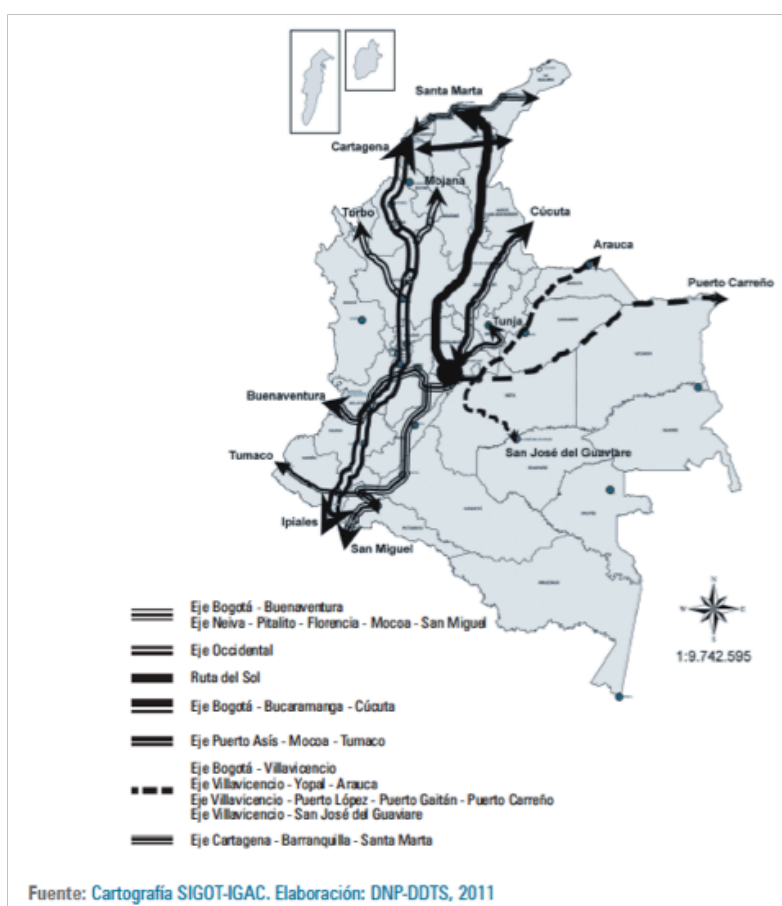 Santa Marta
Cartagena
Mojana
Turbo
Cúcuta
Arauca
Puerto Carreño
Tunja
Buenaventura
San José del Guaviare
Tumaco
Ipiales
San Miguel
N
W
E
S
1:9.742.595
Eje Bogotá - Buenaventura
Eje Neiva - Pitalito - Florencia - Mocoa - San Miguel
Eje Occidental
Ruta del Sol
Eje Bogotá - Bucaramanga - Cúcuta
Eje Puerto Asís - Mocoa - Tumaco
Eje Bogotá - Villavicencio
Eje Villavicencio - Yopal - Arauca
Eje Villavicencio - Puerto López - Puerto Gaitán - Puerto Carreño
Eje Villavicencio - San José del Guaviare
Eje Cartagena - Barranquilla - Santa Marta
Fuente: Cartografía SIGOT-IGAC. Elaboración: DNP-DDTS, 2011